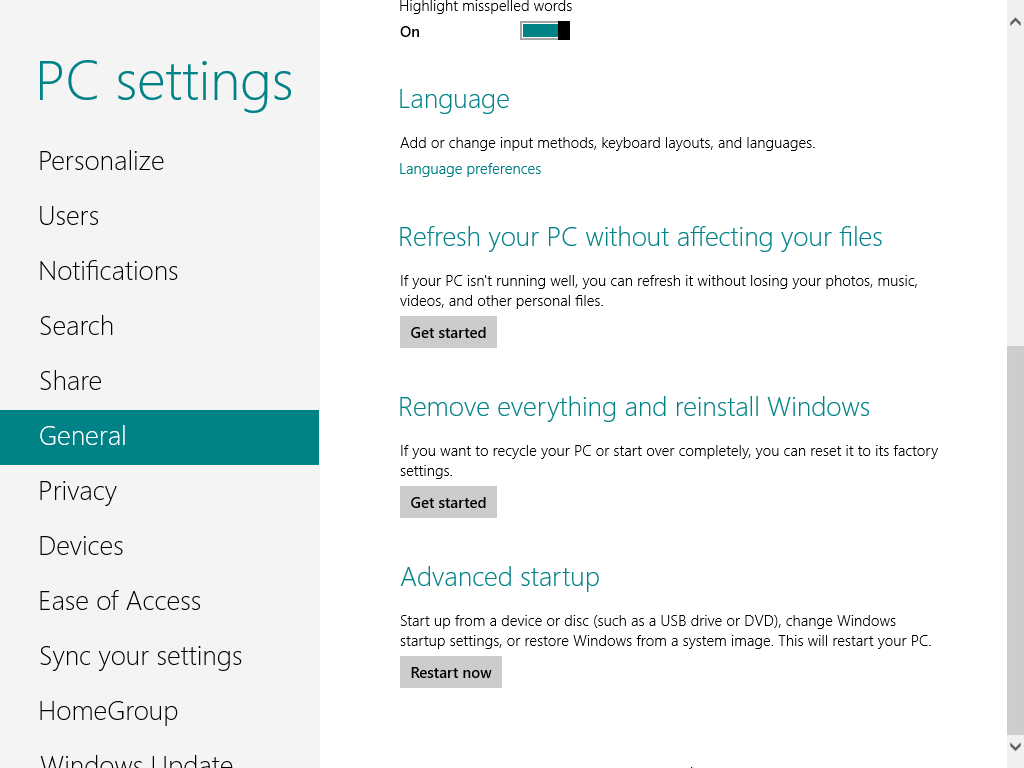 PC settings
Personalize
Users
Notifications
Search
Share
General
Privacy
Devices
Ease of Access
Sync your settings
HomeGroup
Windows Update
Highlight misspelled words
On
Language
Add or change input methods, keyboard layouts, and languages.
Language preferences
Refresh your PC without affecting your files
If your PC isn't running well, you can refresh it without losing your photos, music,
videos, and other personal files.
Get started
Remove everything and reinstall Windows
If you want to recycle your PC or start over completely, you can reset it to its factory
settings.
Get started
Advanced startup
Start up from a device or disc (such as a USB drive or DVD), change Windows
startup settings, or restore Windows from a system image. This will restart your PC.
Restart now